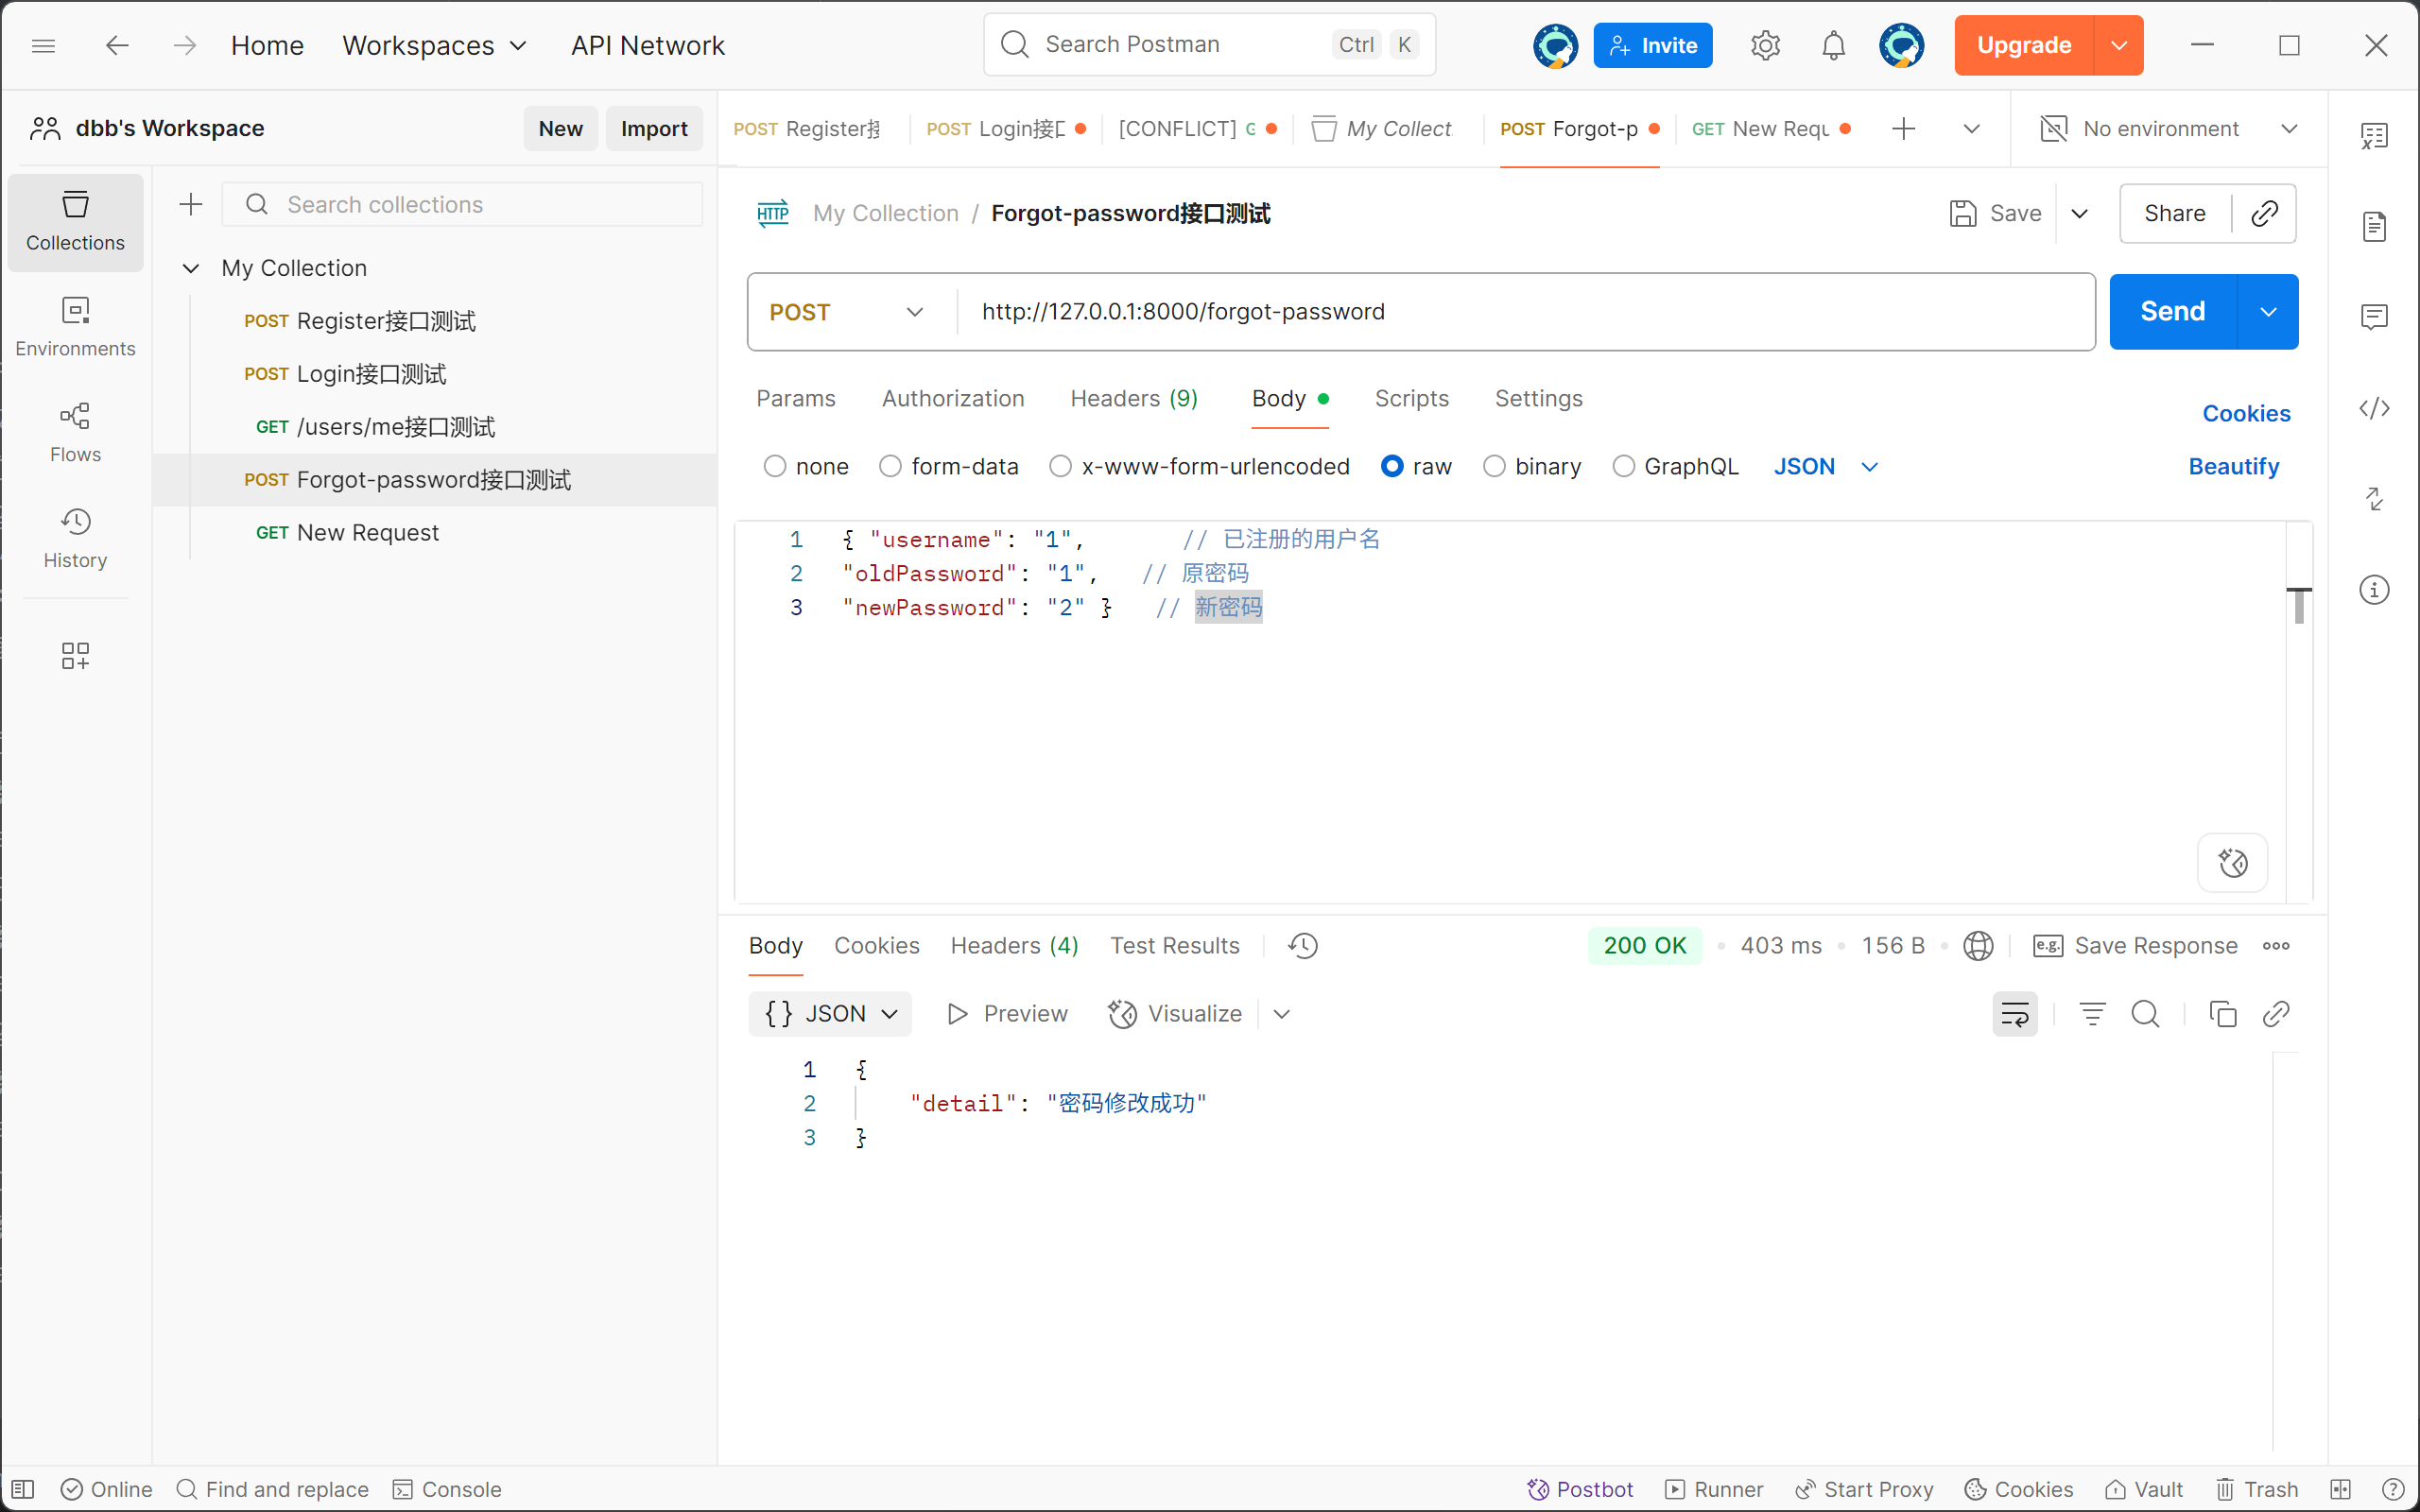 Home
Workspaces
API Network
Search Postman
Ctrl
K
Invite
Upgrade
dbb's Workspace
New
Import
POST Register接
POST Login接
[CONFLICT] G
My Collect
POST Forgot-p
GET New Requ
No environment
Collections
Environments
Flows
History
Search collections
My Collection
POST Register接口测试
POST Login接口测试
GET /users/me接口测试
POST Forgot-password接口测试
GET New Request
HTTP
My Collection / Forgot-password接口测试
Save
Share
POST
http://127.0.0.1:8000/forgot-password
Send
Params
Authorization
Headers (9)
Body
Scripts
Settings
Cookies
none
form-data
x-www-form-urlencoded
raw
binary
GraphQL
JSON
Beautify
1 { "username": "1", // 已注册的用户名
2 "oldPassword": "1", // 原密码
3 "newPassword": "2" } // 新密码
Body
Cookies
Headers (4)
Test Results
200 OK
403 ms
156 B
e.g. Save Response
{} JSON
Preview
Visualize
1 {
2 "detail": "密码修改成功"
3 }
Online
Find and replace
Console
Postbot
Runner
Start Proxy
Cookies
Vault
Trash